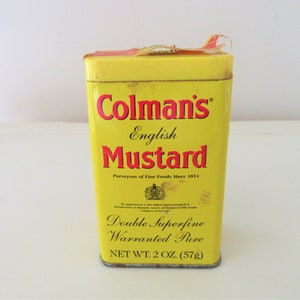 Colman's
English
Mustard
Purveyors of Fine Foods Since 1814
Double Superfine
Warranted Pure
NET WT. 2 OZ. (57g)